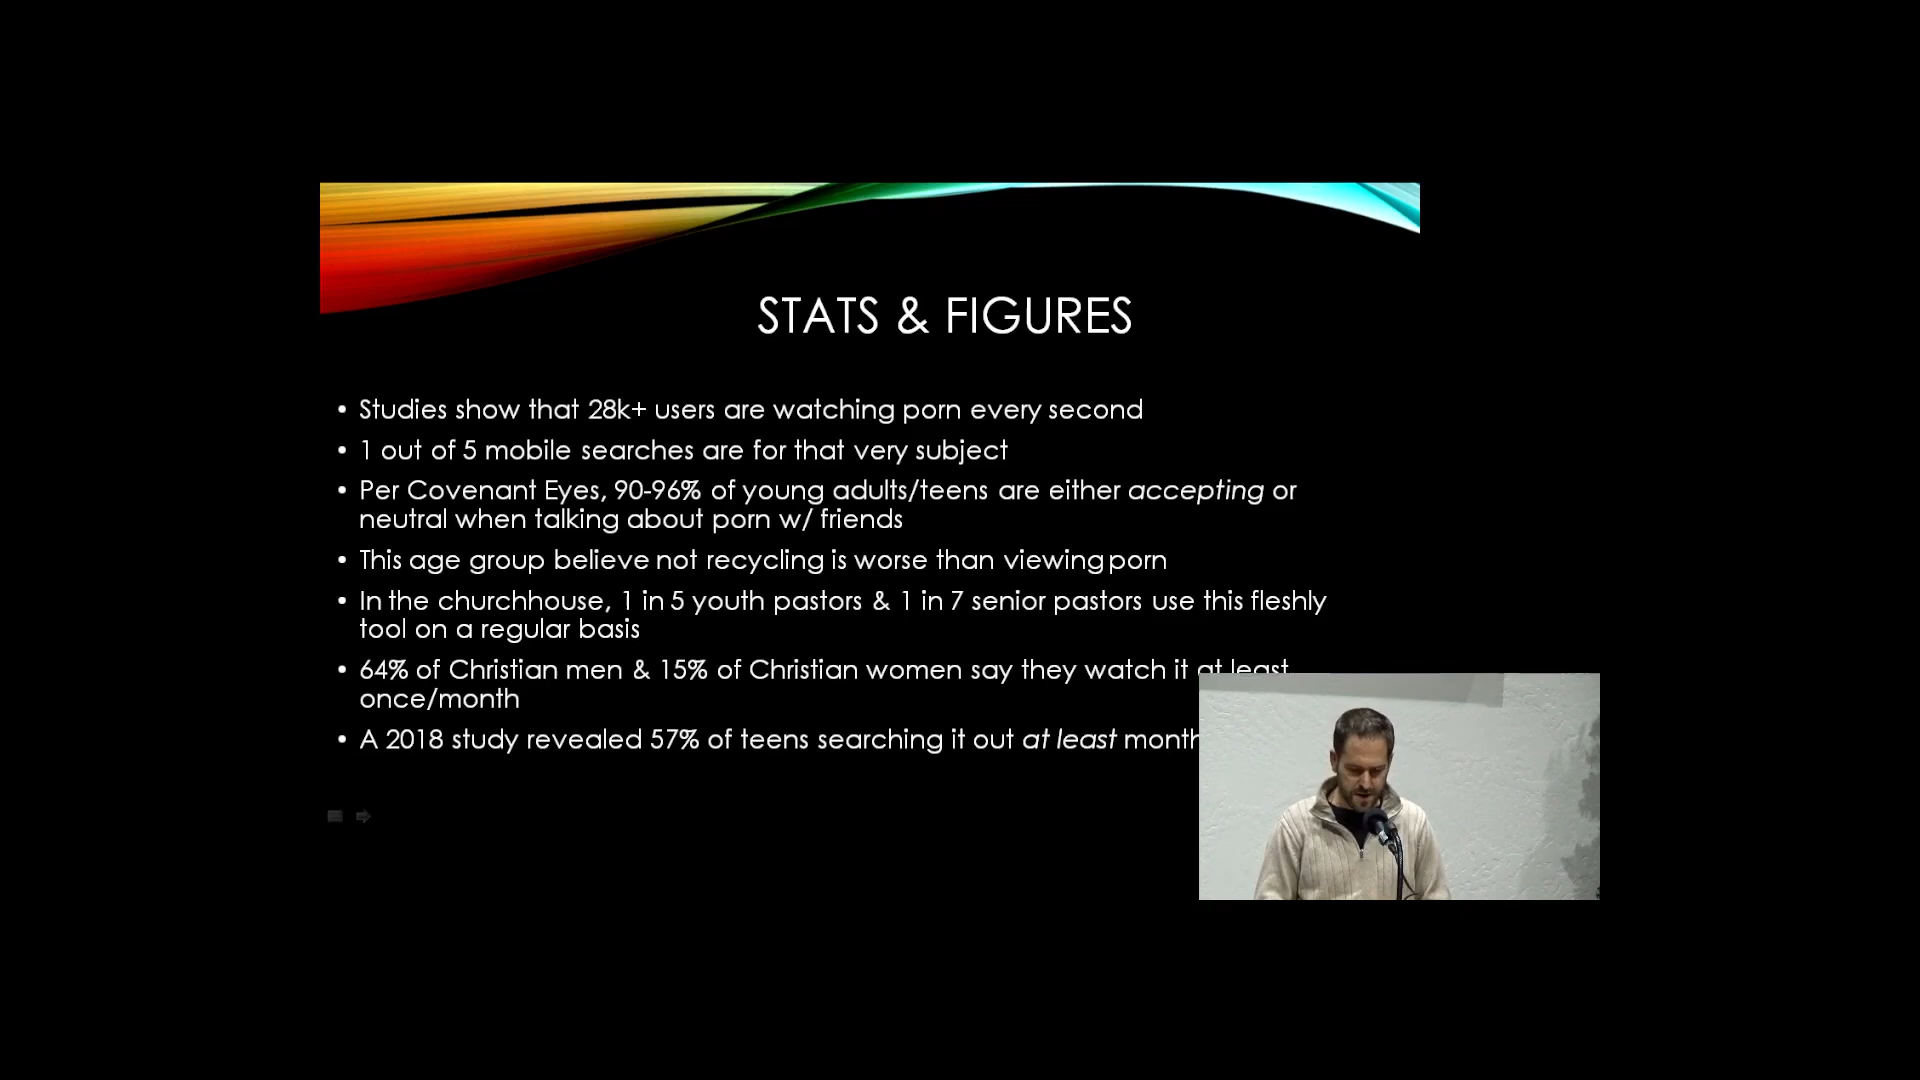 STATS & FIGURES
• Studies show that 28k+ users are watching porn every second
• 1 out of 5 mobile searches are for that very subject
• Per Covenant Eyes, 90-96% of young adults/teens are either accepting or
neutral when talking about porn w/ friends
• This age group believe not recycling is worse than viewing porn
• In the churchhouse, 1 in 5 youth pastors & 1 in 7 senior pastors use this fleshly
tool on a regular basis
• 64% of Christian men & 15% of Christian women say they watch it at least
once/month
• A 2018 study revealed 57% of teens searching it out at least